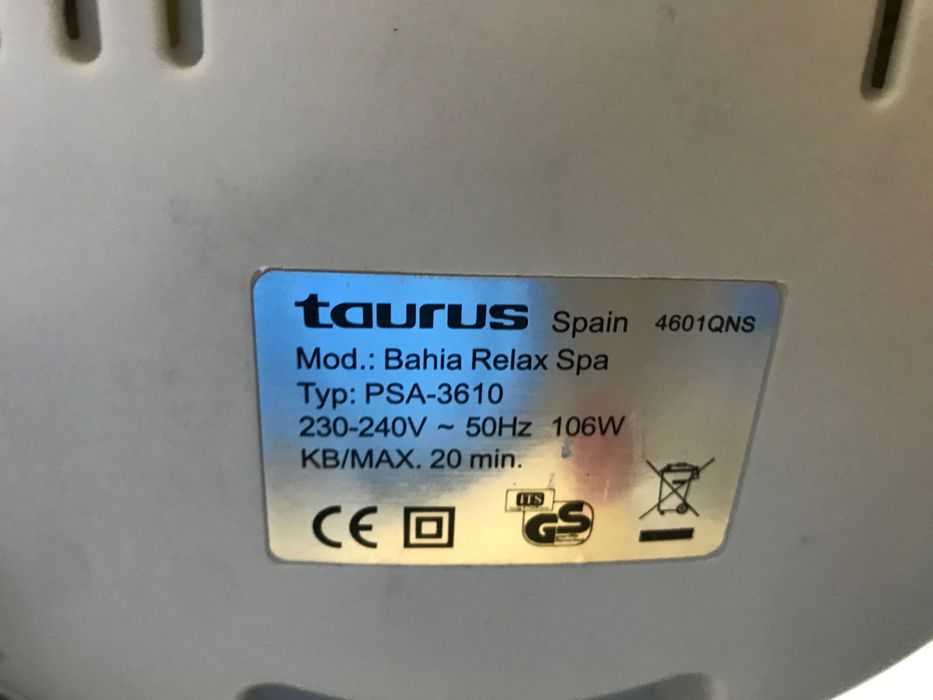 taurus Spain 4601QNS
Mod.: Bahia Relax Spa
Typ: PSA-3610
230-240V ~ 50Hz 106W
KB/MAX. 20 min.
CE
GS